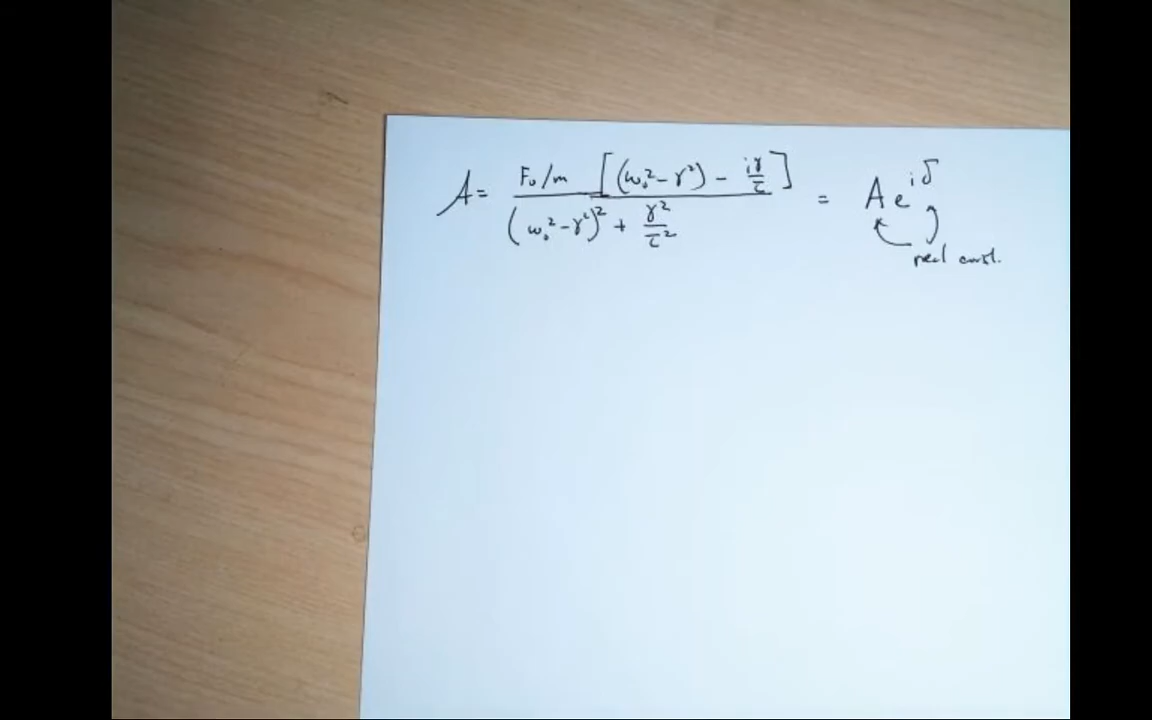 𝒜 = F₀/m [(ω₀² − γ²) − iγ/τ] / (ω₀² − γ²)² + γ²/τ² = A e^{iδ}
real const.